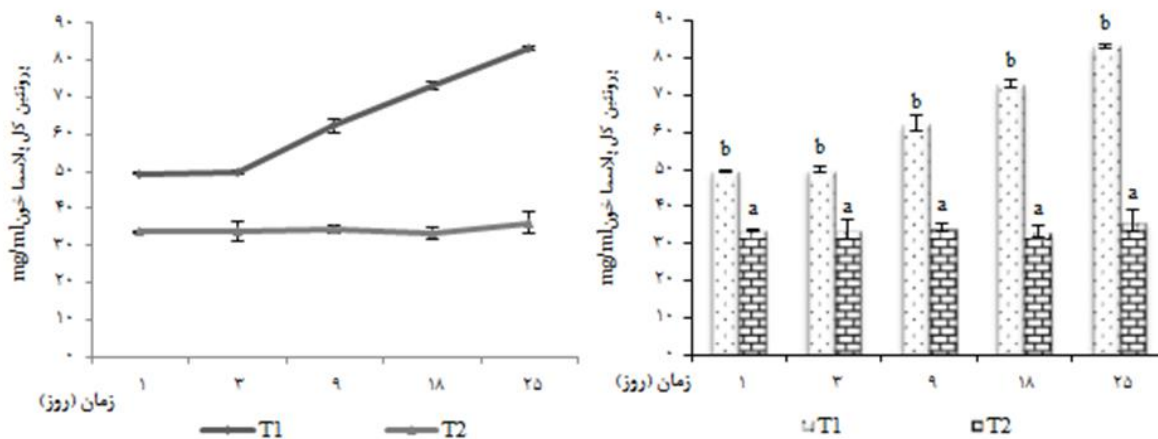 پروتئین کل پلاسما خون mg/ml
۹۰
۸۰
۷۰
۶۰
۵۰
۴۰
۳۰
۲۰
۱۰
۰
۱ ۳ ۹ ۱۸ ۲۵
زمان (روز)
T1 T2
پروتئین کل پلاسما خون mg/ml
۹۰
۸۰
۷۰
۶۰
۵۰
۴۰
۳۰
۲۰
۱۰
۰
b b b b b
a a a a a
۱ ۳ ۹ ۱۸ ۲۵
زمان (روز)
T1 T2